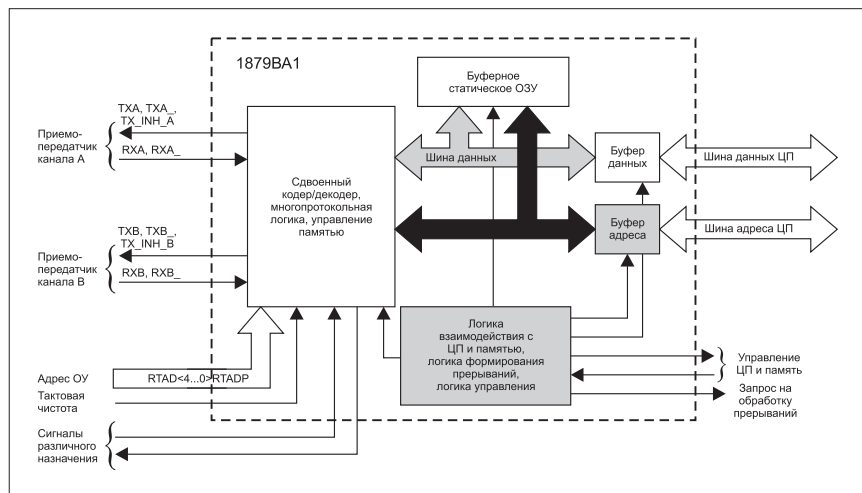 1879ВА1
Буферное
статическое ОЗУ
TXA, TXA_,
TX_INH_A
Приемо-
передатчик
канала А
RXA, RXA_
Шина данных
Буфер
данных
Шина данных ЦП
Сдвоенный
кодер/декодер,
многопротокольная
логика, управление
памятью
TXB, TXB_,
TX_INH_B
Приемо-
передатчик
канала В
RXB, RXB_
Буфер
адреса
Шина адреса ЦП
Логика
взаимодействия с
ЦП и памятью,
логика формирования
прерываний,
логика управления
Управление
ЦП и память
Запрос на
обработку
прерываний
Адрес ОУ
RTAD<4...0>RTADP
Тактовая
чистота
Сигналы
различного
назначения